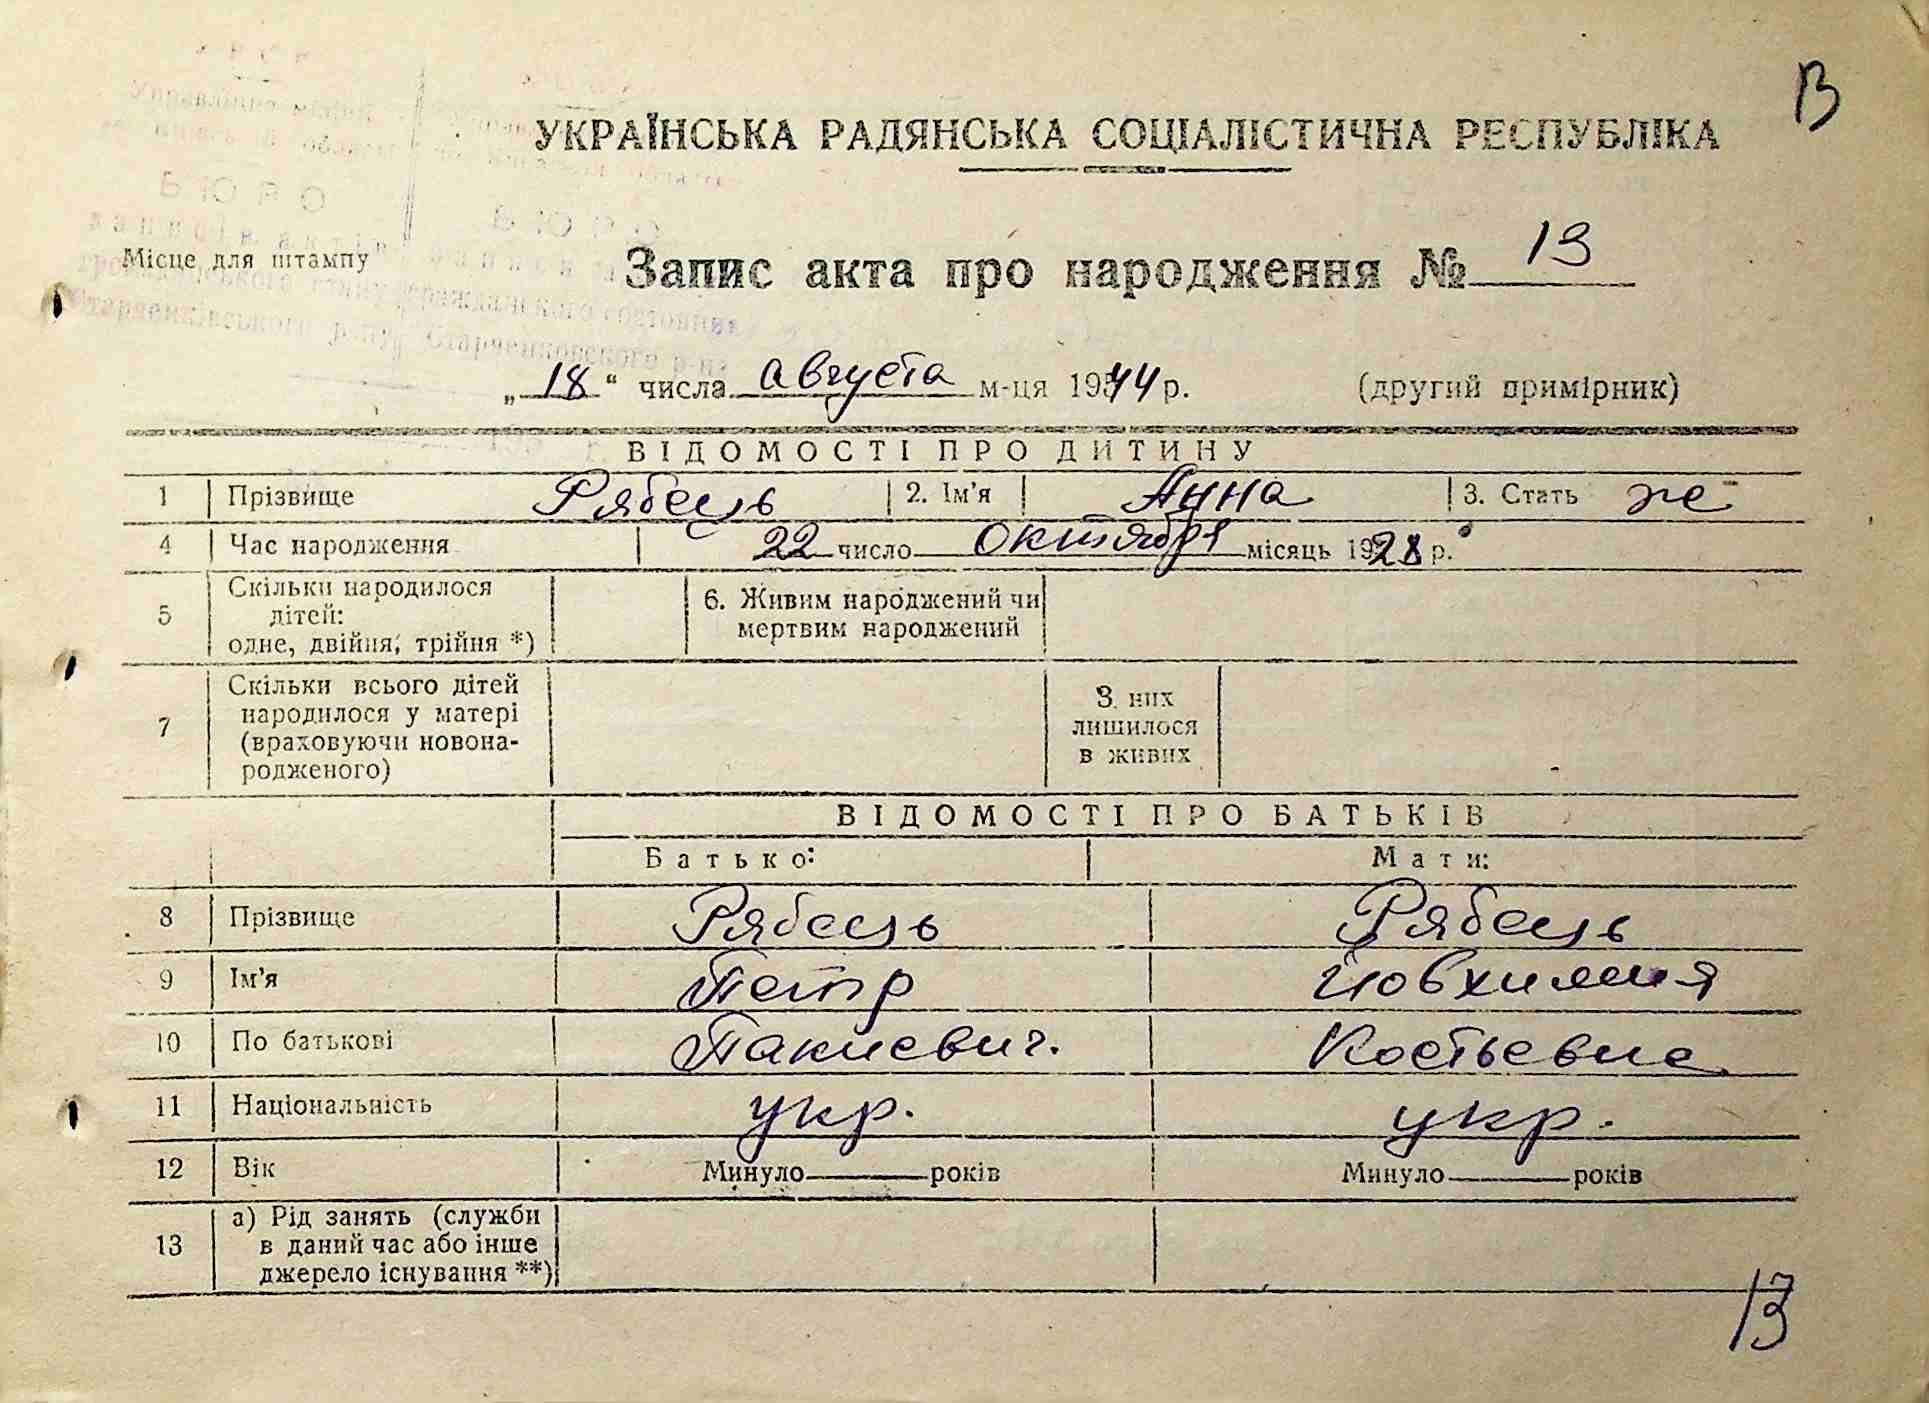 13
УКРАЇНСЬКА РАДЯНСЬКА СОЦІАЛІСТИЧНА РЕСПУБЛІКА
Місце для штампу
Запис акта про народження № 13
„18“ числа августа м-ця 1944 р. (другий примірник)
ВІДОМОСТІ ПРО ДИТИНУ
1 Прізвище Рябець 2. Ім'я Анна 3. Стать же
4 Час народження 22 число октября місяць 1928 р.
5 Скільки народилося дітей: одне, двійня, трійня *) 6. Живим народжений чи мертвим народжений
7 Скільки всього дітей народилося у матері (враховуючи новонародженого) З них лишилося в живих
ВІДОМОСТІ ПРО БАТЬКІВ
Батько: Мати:
8 Прізвище Рябець Рябець
9 Ім'я Петр Йовхимия
10 По батькові Костьевна
11 Національність укр. укр.
12 Вік Минуло років Минуло років
13 а) Рід занять (служби в даний час або інше джерело існування **)
13